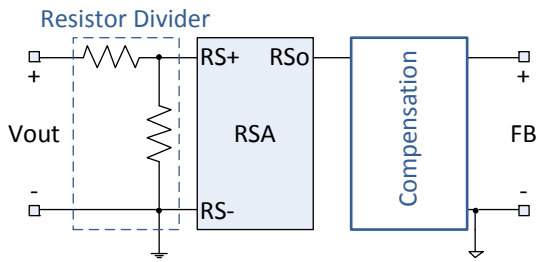 Resistor Divider
RS+ RSo
+ +
Vout RSA Compensation FB
- -
RS-